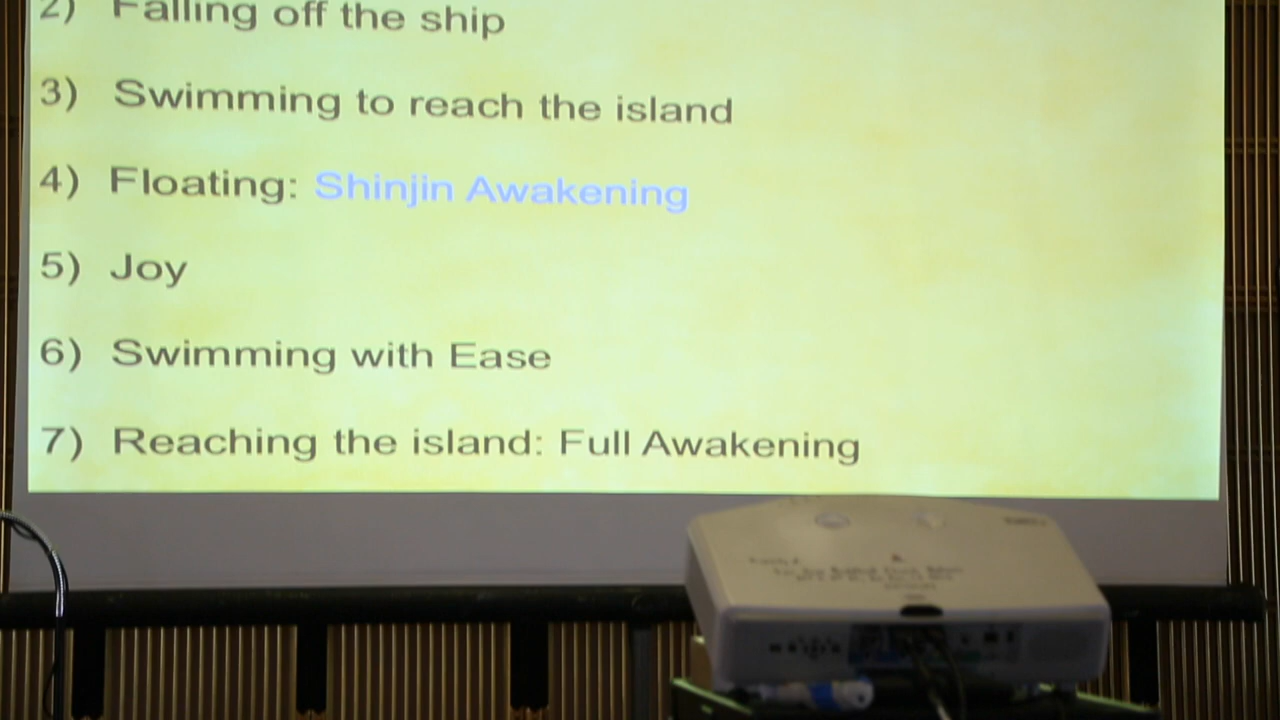 2) Falling off the ship
3) Swimming to reach the island
4) Floating: Shinjin Awakening
5) Joy
6) Swimming with Ease
7) Reaching the island: Full Awakening